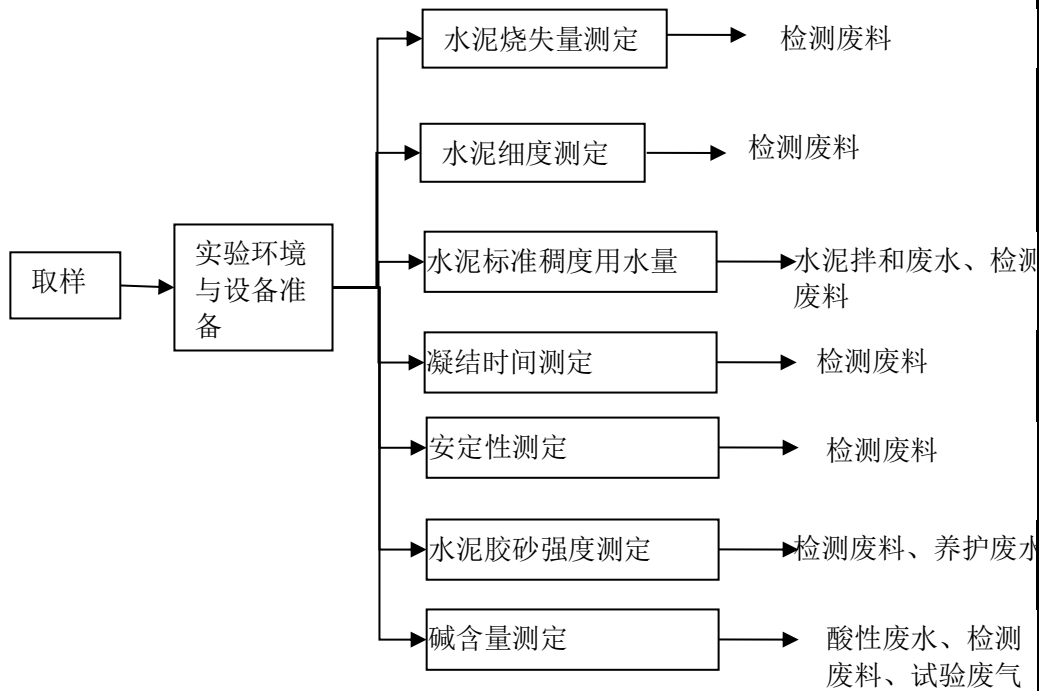 水泥烧失量测定
检测废料
水泥细度测定
检测废料
取样
实验环境
与设备准
备
水泥标准稠度用水量
水泥拌和废水、检测
废料
凝结时间测定
检测废料
安定性测定
检测废料
水泥胶砂强度测定
检测废料、养护废水
碱含量测定
酸性废水、检测
废料、试验废气